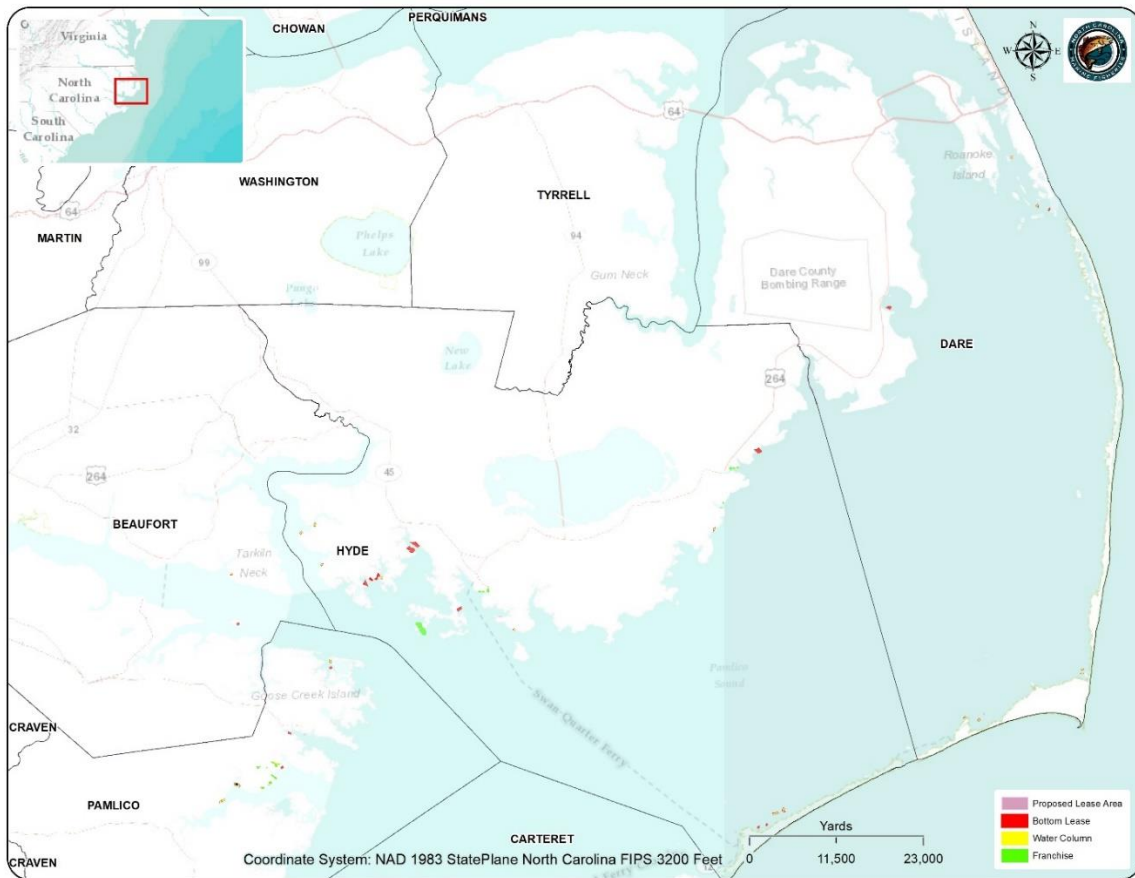 PERQUIMANS
CHOWAN
Virginia
North
Carolina
South
Carolina
ISLAND
N
W
E
S
64
Roanoke
Island
WASHINGTON
TYRRELL
64
MARTIN
Phelps
Lake
94
99
Gum Neck
Dare County
Bombing Range
DARE
New
Lake
264
32
264
45
BEAUFORT
HYDE
Tarkiln
Neck
Pamlico
Sound
Goose Creek Island
Swan Quarter Ferry
CRAVEN
PAMLICO
CARTERET
CRAVEN
12
Coordinate System: NAD 1983 StatePlane North Carolina FIPS 3200 Feet
Yards
0 11,500 23,000
Proposed Lease Area
Bottom Lease
Water Column
Franchise